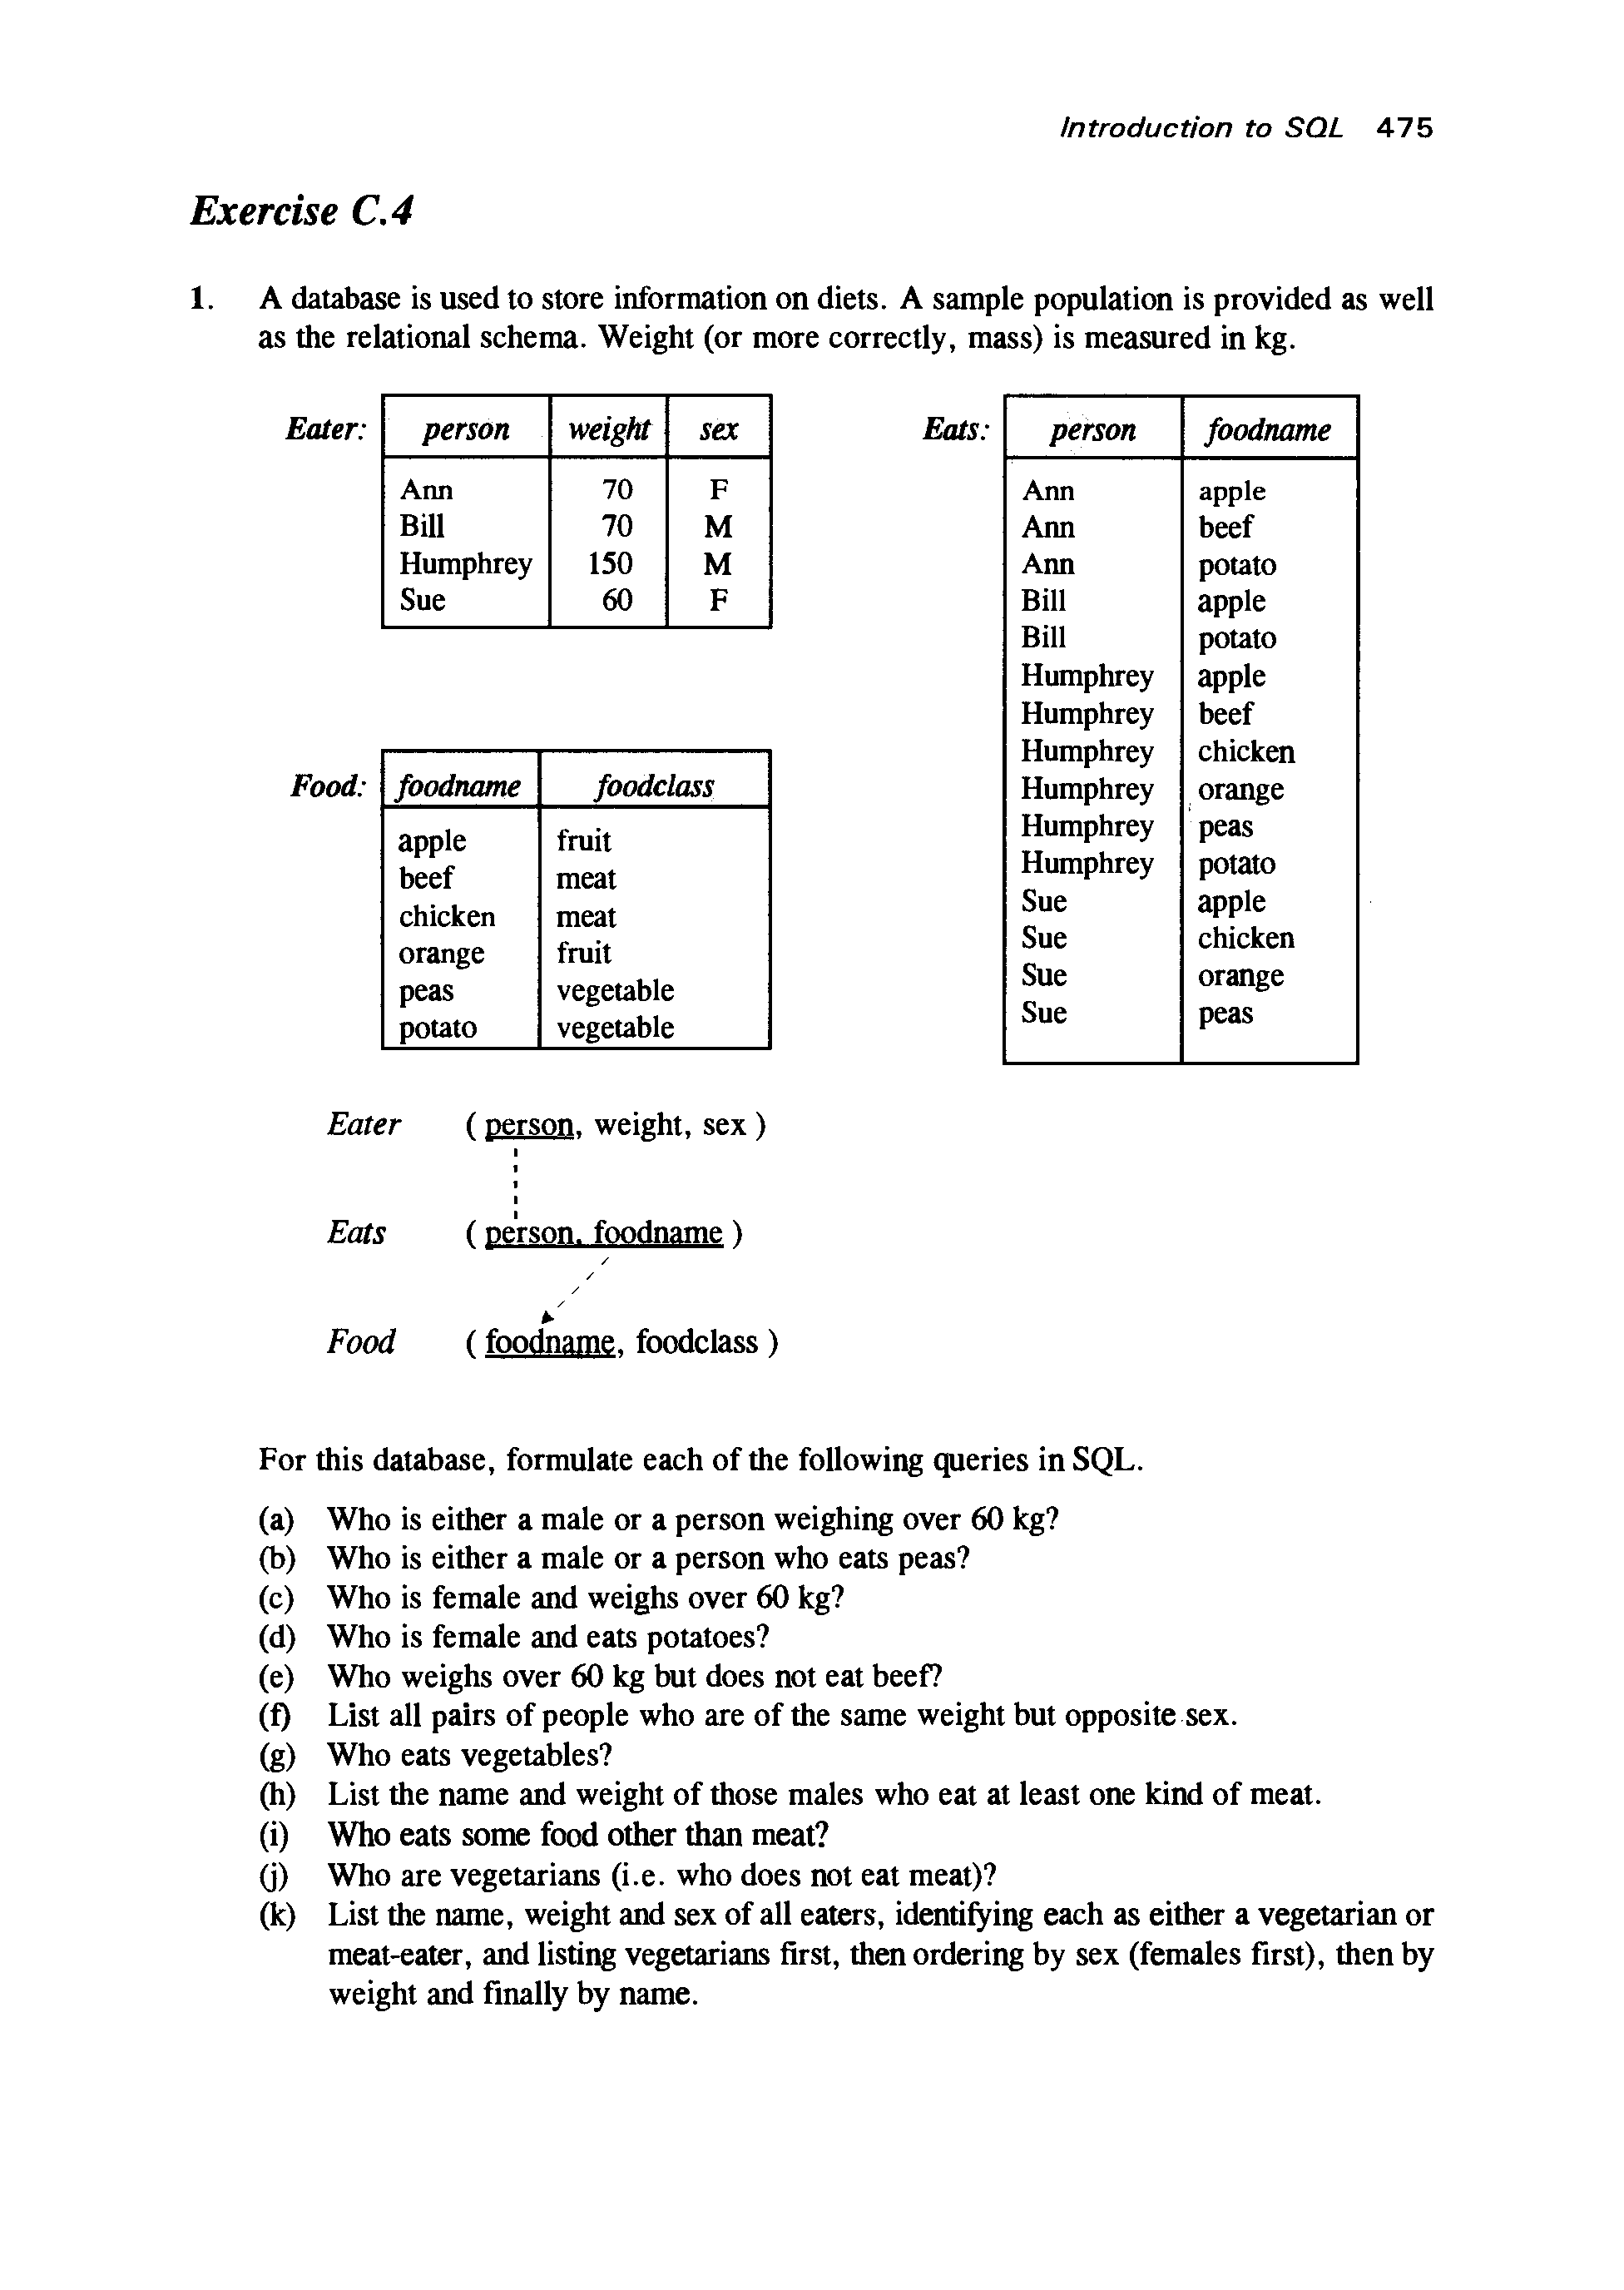 Introduction to SQL 475
Exercise C.4
1. A database is used to store information on diets. A sample population is provided as well
as the relational schema. Weight (or more correctly, mass) is measured in kg.
Eater: person weight sex
Ann 70 F
Bill 70 M
Humphrey 150 M
Sue 60 F
Food: foodname foodclass
apple fruit
beef meat
chicken meat
orange fruit
peas vegetable
potato vegetable
Eats: person foodname
Ann apple
Ann beef
Ann potato
Bill apple
Bill potato
Humphrey apple
Humphrey beef
Humphrey chicken
Humphrey orange
Humphrey peas
Humphrey potato
Sue apple
Sue chicken
Sue orange
Sue peas
Eater ( person, weight, sex )
Eats ( person, foodname )
Food ( foodname, foodclass )
For this database, formulate each of the following queries in SQL.
(a) Who is either a male or a person weighing over 60 kg?
(b) Who is either a male or a person who eats peas?
(c) Who is female and weighs over 60 kg?
(d) Who is female and eats potatoes?
(e) Who weighs over 60 kg but does not eat beef?
(f) List all pairs of people who are of the same weight but opposite sex.
(g) Who eats vegetables?
(h) List the name and weight of those males who eat at least one kind of meat.
(i) Who eats some food other than meat?
(j) Who are vegetarians (i.e. who does not eat meat)?
(k) List the name, weight and sex of all eaters, identifying each as either a vegetarian or
meat-eater, and listing vegetarians first, then ordering by sex (females first), then by
weight and finally by name.